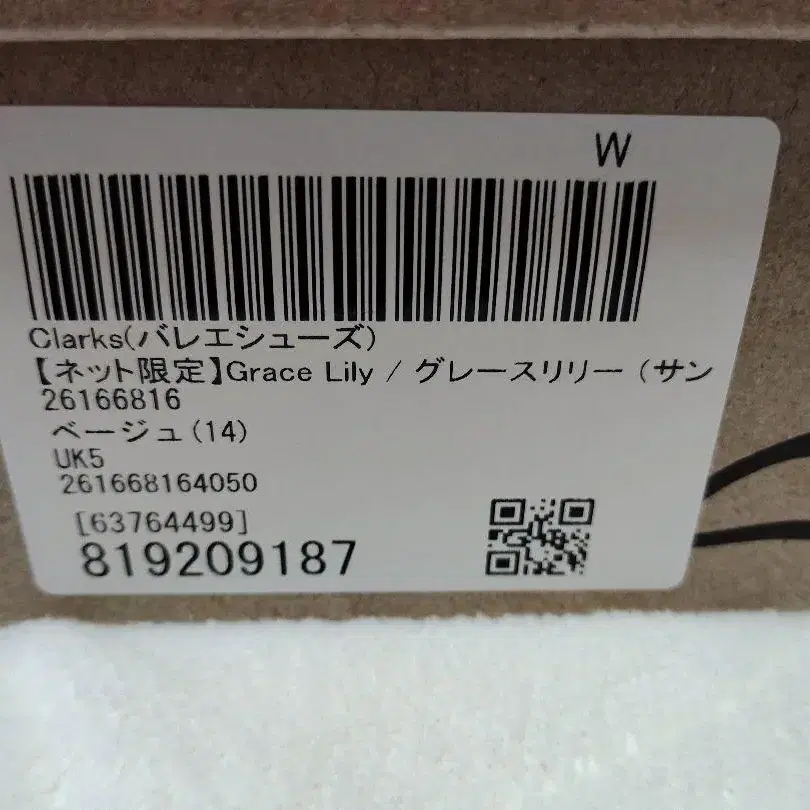 W
Clarks(バレエシューズ)
【ネット限定】Grace Lily / グレースリリー (サン
26166816
ベージュ(14)
UK5
261668164050
[63764499]
819209187